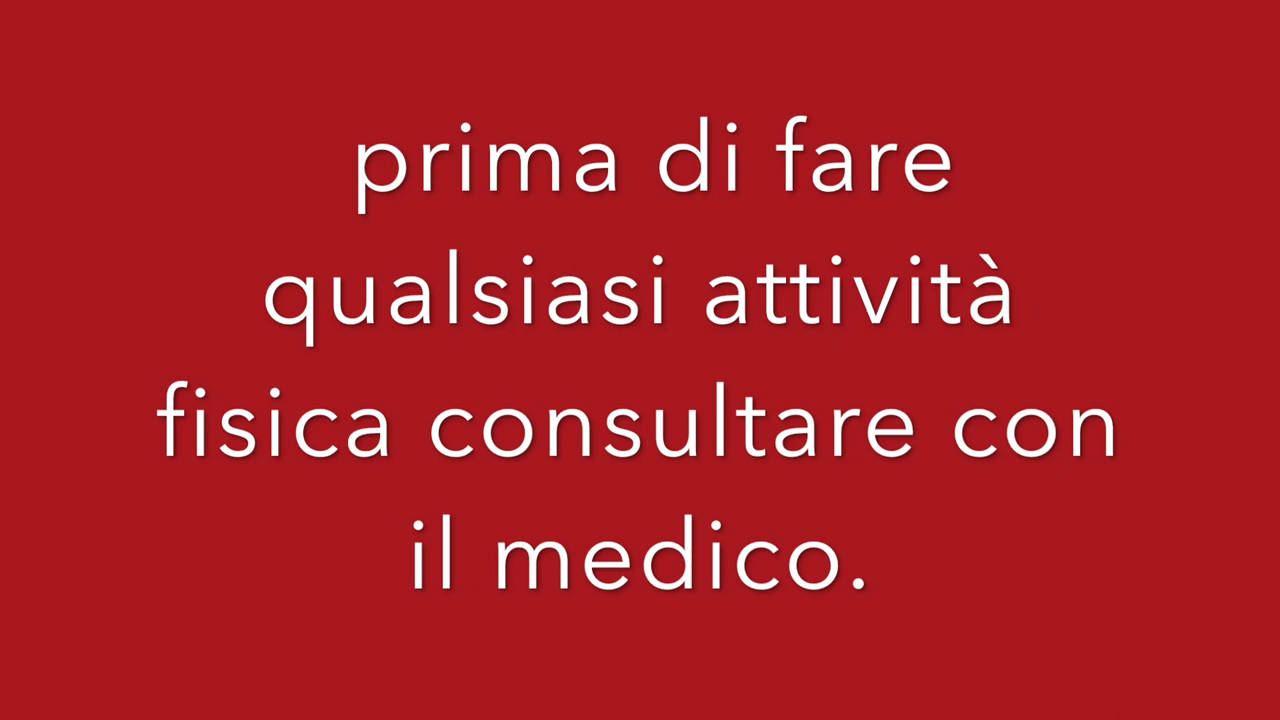 prima di fare
qualsiasi attività
fisica consultare con
il medico.